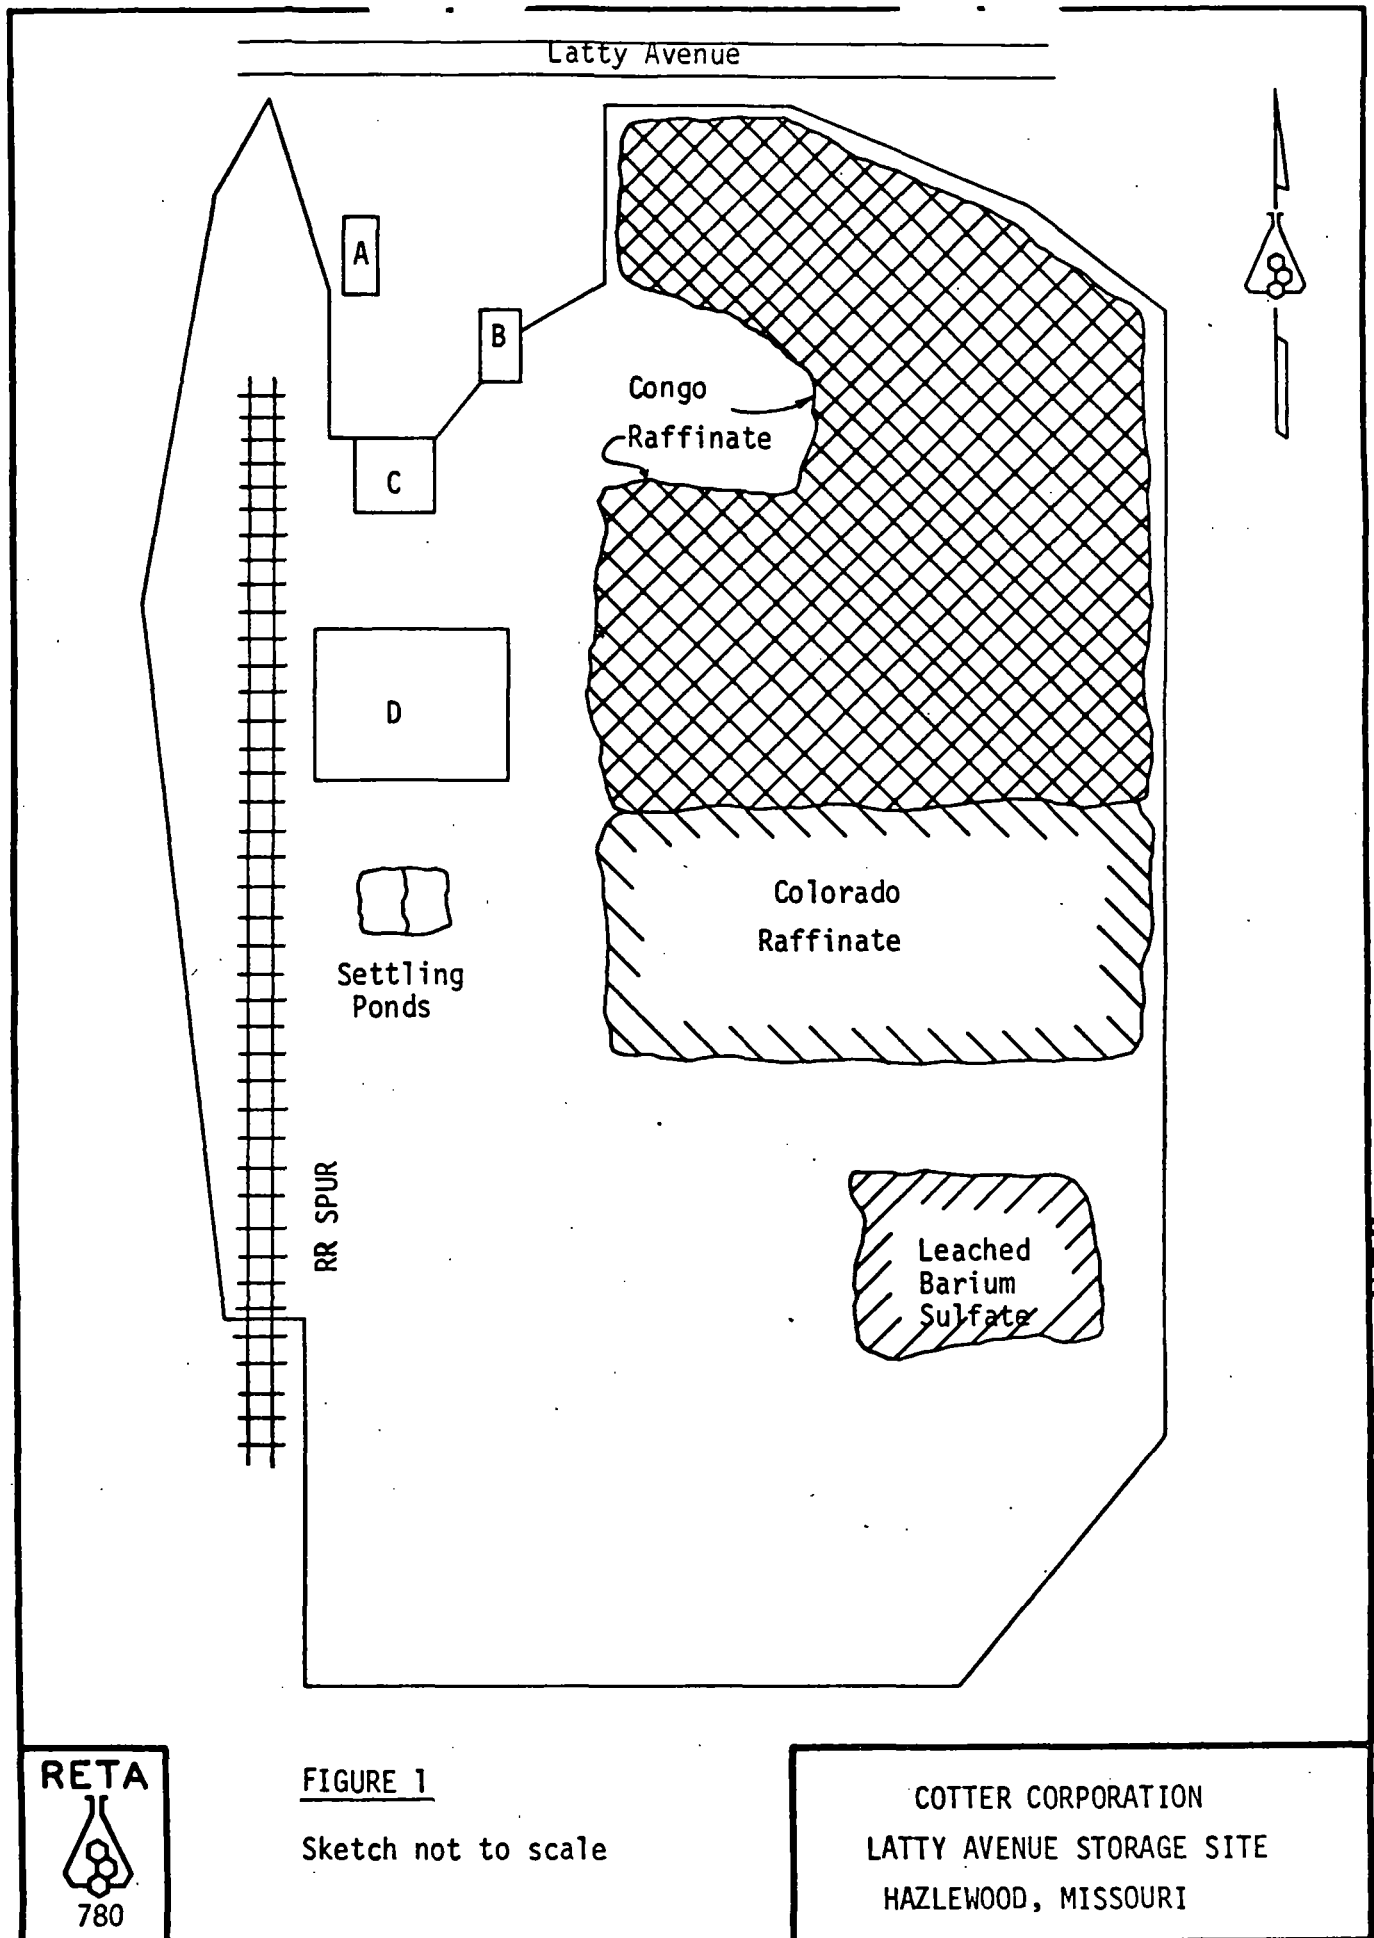 Latty Avenue
A
B
Congo
Raffinate
C
D
Colorado
Raffinate
Settling
Ponds
RR SPUR
Leached
Barium
Sulfate
RETA
780
FIGURE 1
Sketch not to scale
COTTER CORPORATION
LATTY AVENUE STORAGE SITE
HAZLEWOOD, MISSOURI